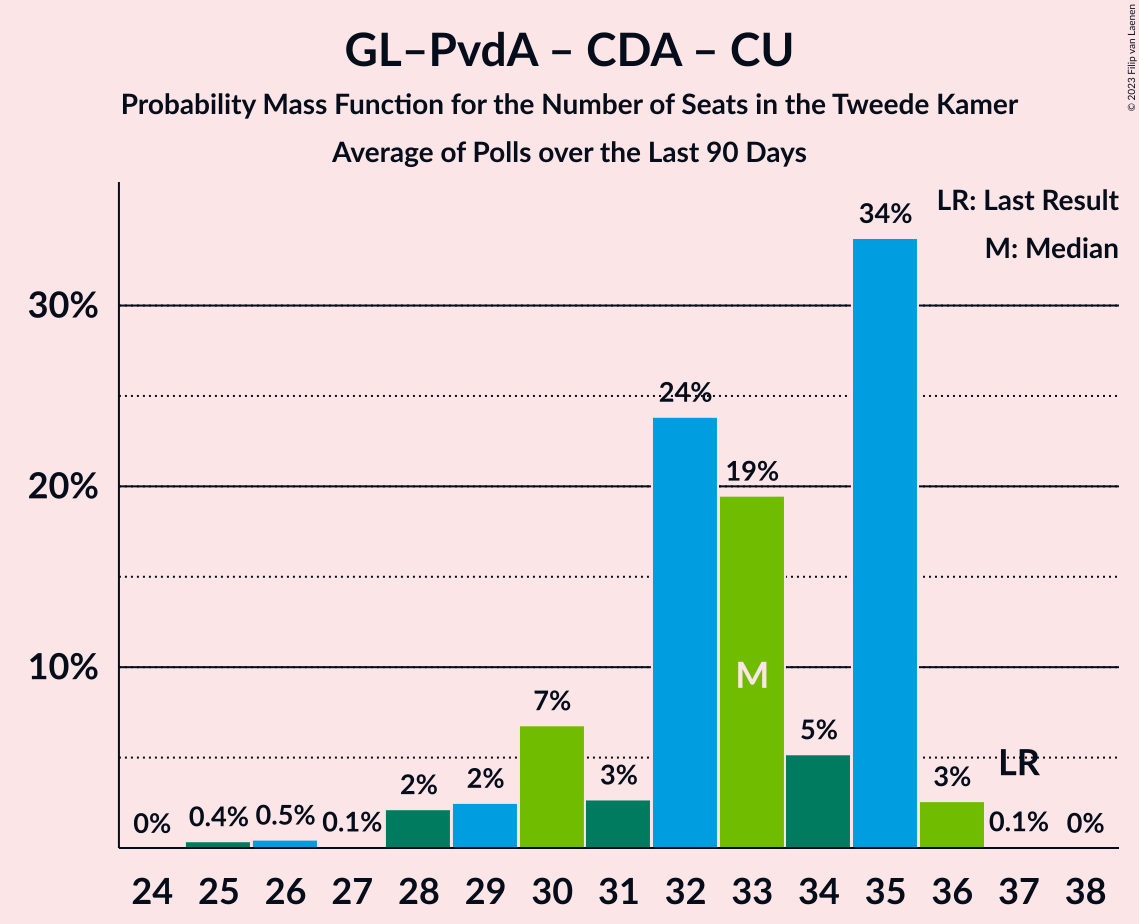 GL–PvdA – CDA – CU
Probability Mass Function for the Number of Seats in the Tweede Kamer
Average of Polls over the Last 90 Days
© 2023 Filip van Laenen
LR: Last Result
M: Median
30%
20%
10%
0%
0.4%
0.5%
0.1%
2%
2%
7%
3%
24%
19%
5%
34%
3%
0.1%
0%
M
LR
24 25 26 27 28 29 30 31 32 33 34 35 36 37 38